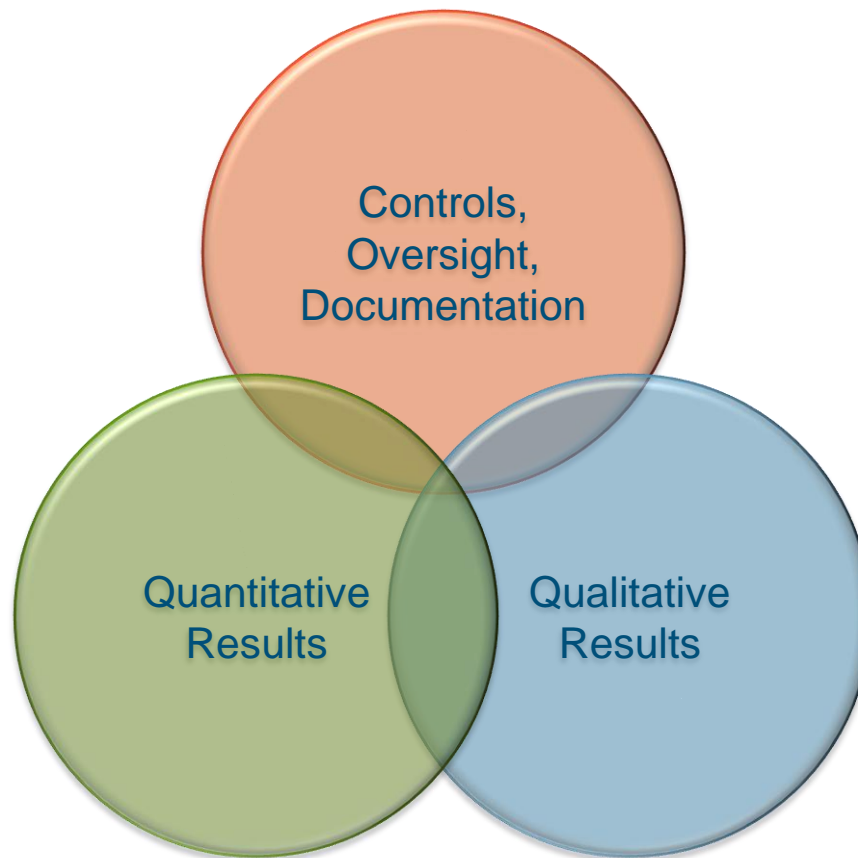 Controls,
Oversight,
Documentation
Quantitative
Results
Qualitative
Results